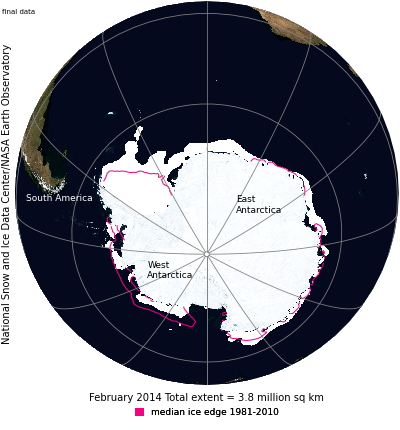 final data
National Snow and Ice Data Center/NASA Earth Observatory
South America
East
Antarctica
West
Antarctica
February 2014 Total extent = 3.8 million sq km
median ice edge 1981-2010